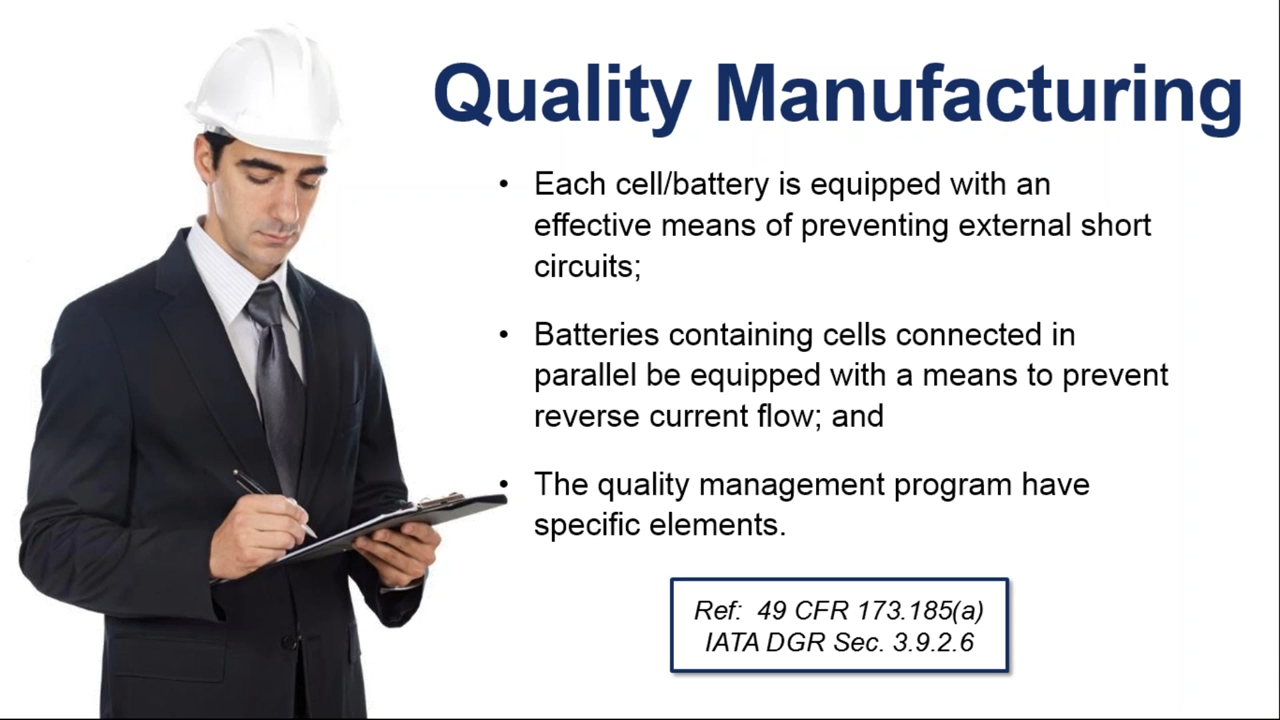 Quality Manufacturing
• Each cell/battery is equipped with an
effective means of preventing external short
circuits;
• Batteries containing cells connected in
parallel be equipped with a means to prevent
reverse current flow; and
• The quality management program have
specific elements.
Ref: 49 CFR 173.185(a)
IATA DGR Sec. 3.9.2.6